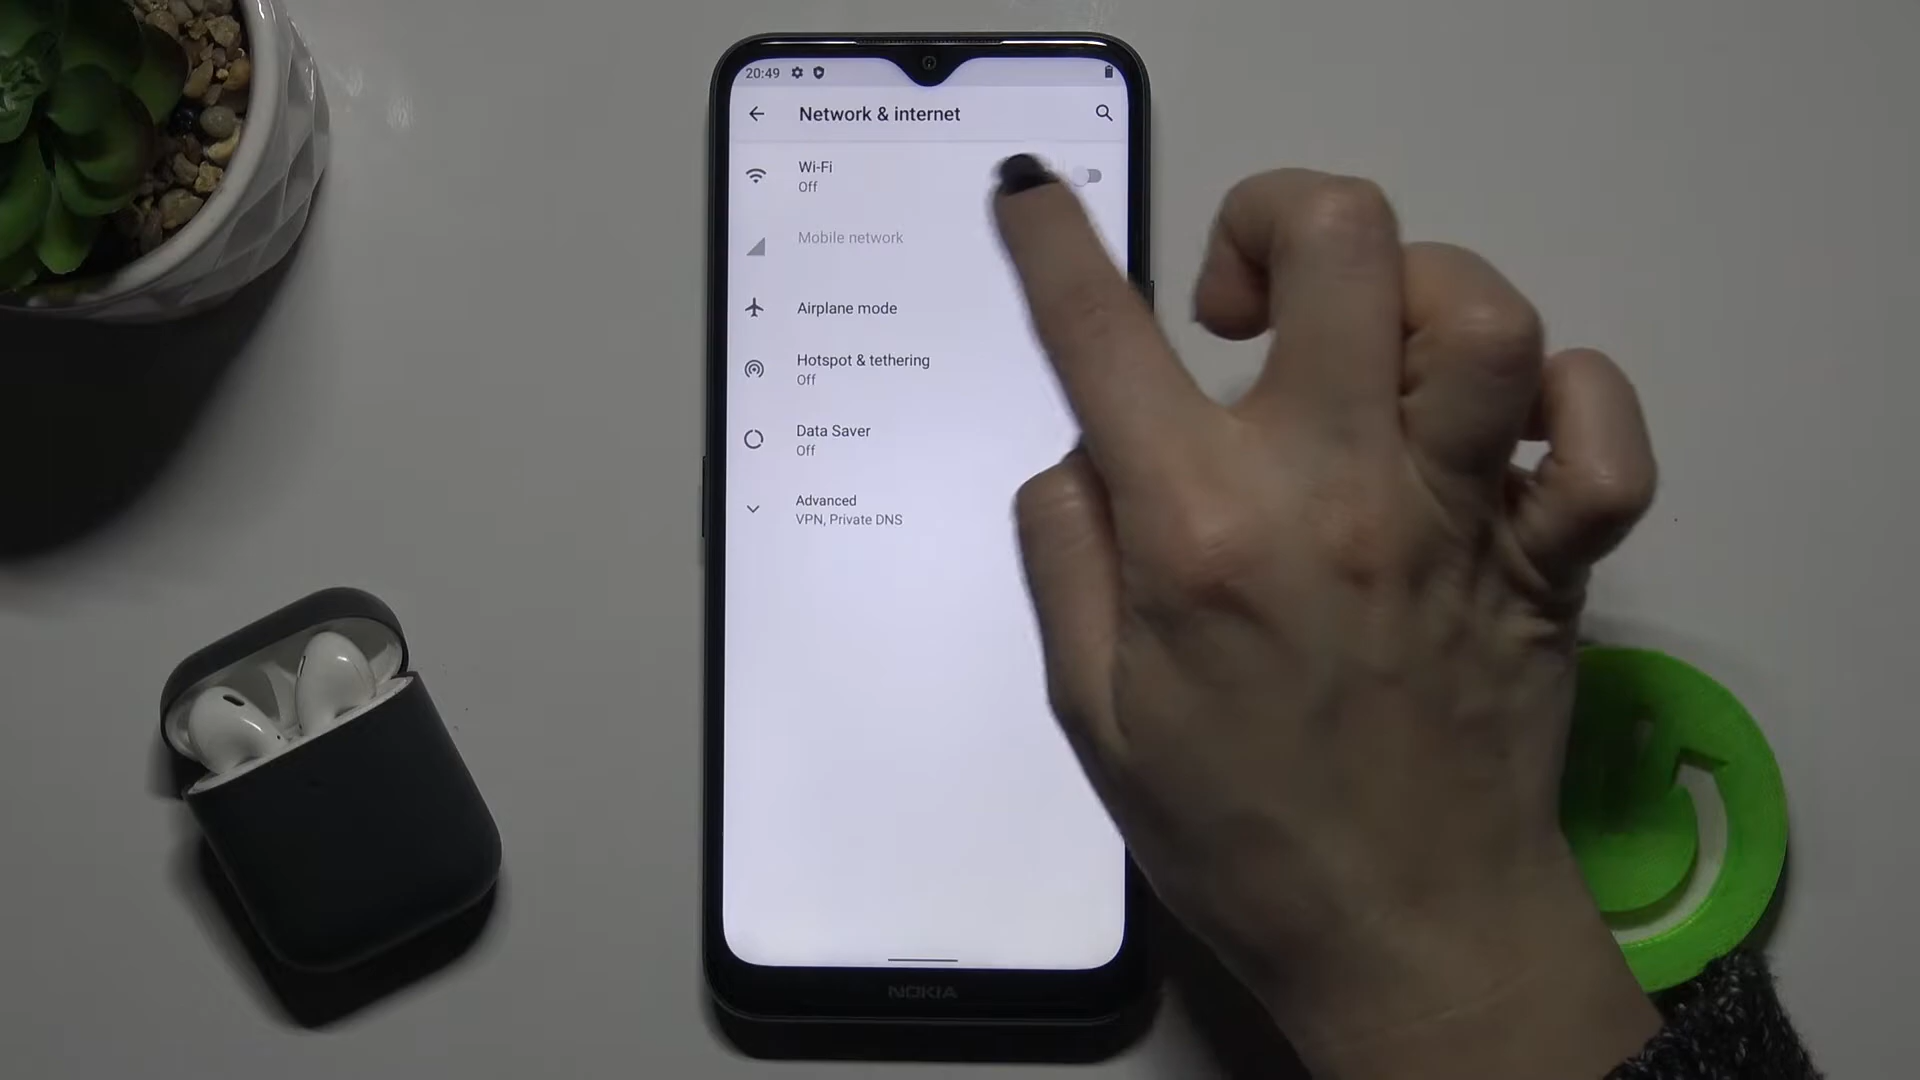 20:49
Network & internet
Wi-Fi
Off
Mobile network
Airplane mode
Hotspot & tethering
Off
Data Saver
Off
Advanced
VPN, Private DNS
NOKIA